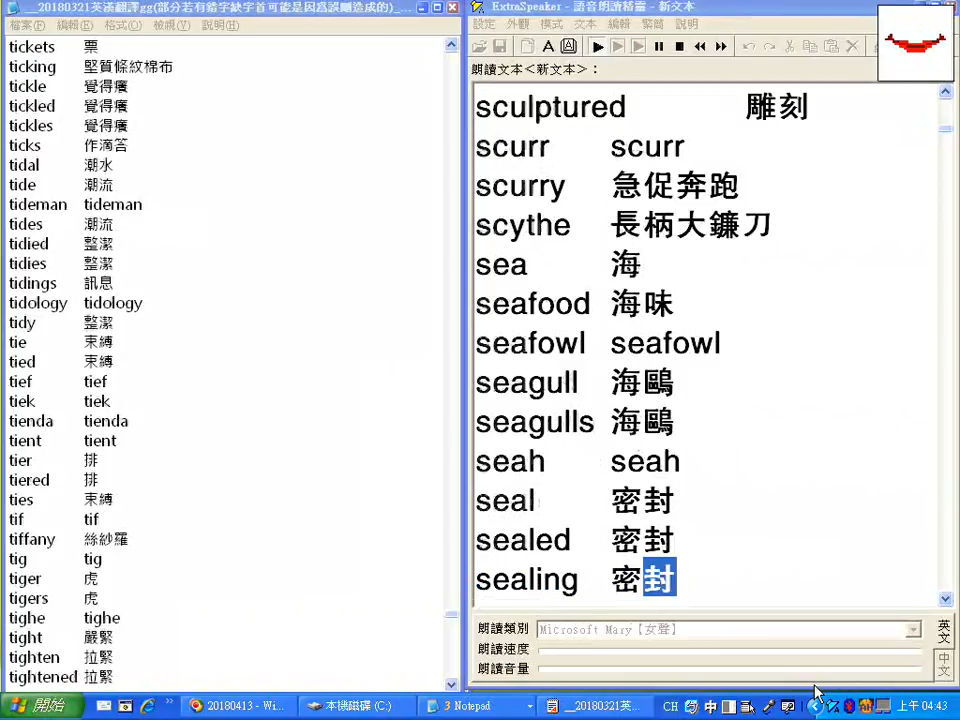 __20180321英漢翻譯gg(部分若有錯字缺字首可能是因為誤刪造成的)_...
檔案(F) 編輯(E) 格式(O) 檢視(V) 說明(H)
tickets 票
ticking 堅質條紋棉布
tickle 覺得癢
tickled 覺得癢
tickles 覺得癢
ticks 作滴答
tidal 潮水
tide 潮流
tideman tideman
tides 潮流
tidied 整潔
tidies 整潔
tidings 訊息
tidology tidology
tidy 整潔
tie 束縛
tied 束縛
tief tief
tiek tiek
tienda tienda
tient tient
tier 排
tiered 排
ties 束縛
tif tif
tiffany 絲紗羅
tig tig
tiger 虎
tigers 虎
tighe tighe
tight 嚴緊
tighten 拉緊
tightened 拉緊
ExtraSpeaker - 語音朗讀精靈 - 新文本
設定 外觀 模式 文本 編輯 繁簡 說明
朗讀文本<新文本>：
sculptured 雕刻
scurr scurr
scurry 急促奔跑
scythe 長柄大鐮刀
sea 海
seafood 海味
seafowl seafowl
seagull 海鷗
seagulls 海鷗
seah seah
seal 密封
sealed 密封
sealing 密封
朗讀類別 Microsoft Mary【女聲】
朗讀速度
朗讀音量
英文
中文
開始 20180413 - Wi... 本機磁碟 (C:) 3 Notepad __20180321英... CH 中 上午 04:43